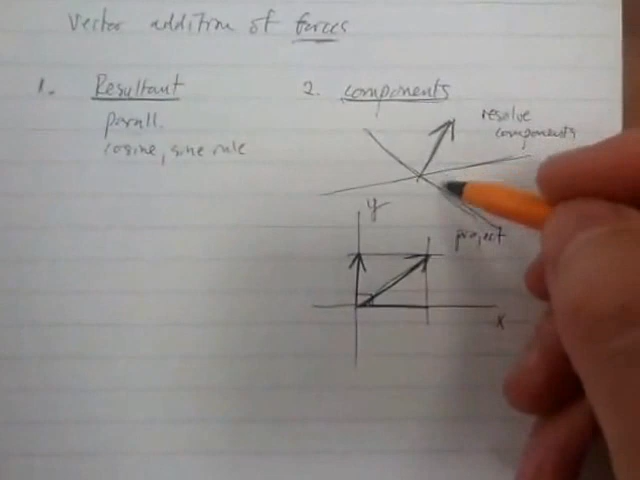 Vector addition of forces
1. Resultant
parall.
cosine, sine rule
2. components
resolve
components
project
y
x